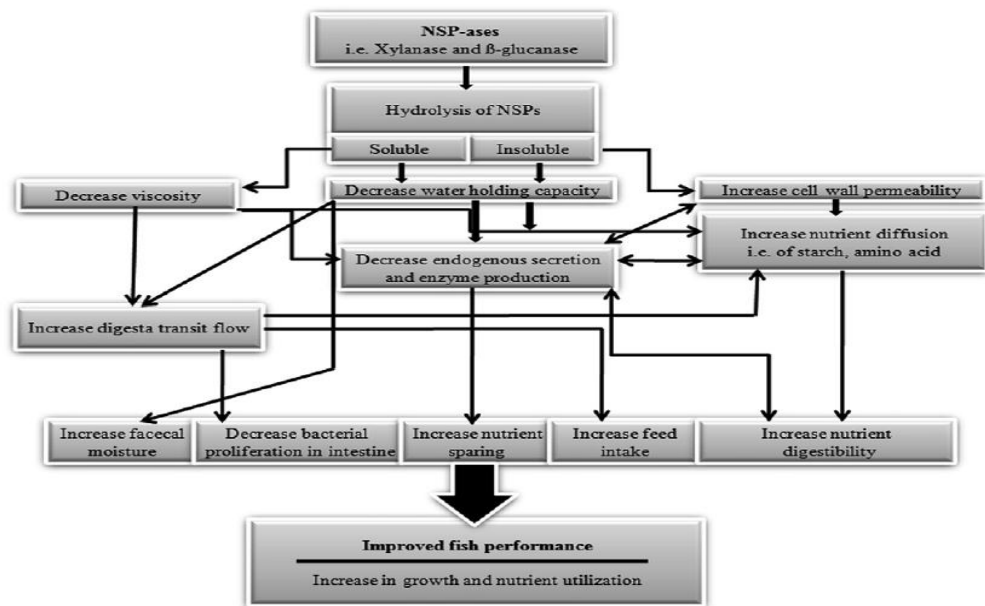 NSP-ases
i.e. Xylanase and ß-glucanase
Hydrolysis of NSPs
Soluble
Insoluble
Decrease viscosity
Decrease water holding capacity
Increase cell wall permeability
Increase nutrient diffusion
i.e. of starch, amino acid
Decrease endogenous secretion
and enzyme production
Increase digesta transit flow
Increase facecal
moisture
Decrease bacterial
proliferation in intestine
Increase nutrient
sparing
Increase feed
intake
Increase nutrient
digestibility
Improved fish performance
Increase in growth and nutrient utilization